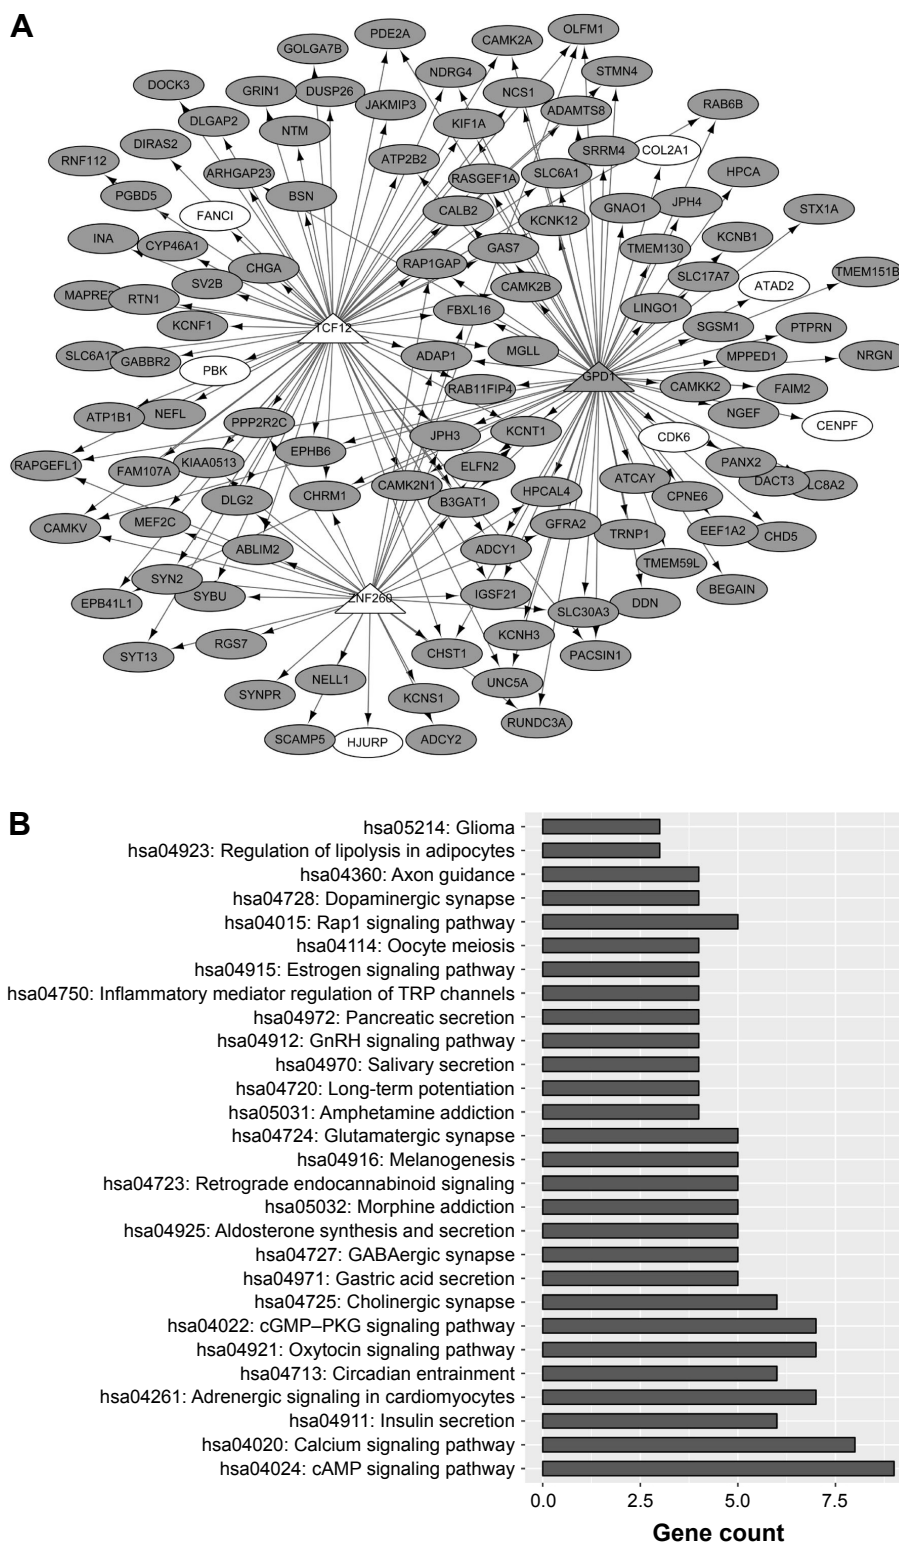 A
PDE2A
OLFM1
GOLGA7B
CAMK2A
NDRG4
STMN4
DOCK3
GRIN1
DUSP26
NCS1
JAKMIP3
ADAMTS8
RAB6B
DLGAP2
KIF1A
NTM
DIRAS2
COL2A1
SRRM4
RNF112
ATP2B2
ARHGAP23
SLC6A1
HPCA
RASGEF1A
PGBD5
BSN
JPH4
STX1A
FANCI
CALB2
KCNK12
GNAO1
INA
CYP46A1
GAS7
TMEM130
KCNB1
CHGA
RAP1GAP
SLC17A7
TMEM151B
SV2B
CAMK2B
ATAD2
MAPRE
RTN1
FBXL16
LINGO1
KCNF1
TCF12
SGSM1
PTPRN
SLC6A1
GABBR2
ADAP1
MGLL
MPPED1
NRGN
PBK
GPD1
RAB11FIP4
CAMKK2
FAIM2
ATP1B1
NEFL
NGEF
PPP2R2C
CENPF
JPH3
KCNT1
CDK6
RAPGEFL1
FAM107A
KIAA0513
EPHB6
ELFN2
PANX2
CAMK2N1
HPCALL4
ATCAY
DACT3
SLC8A2
DLG2
CHRM1
B3GAT1
CPNE6
CAMKV
MEF2C
GFRA2
TRNP1
EEF1A2
CHD5
ABLIM2
ADCY1
TMEM59L
SYN2
BEGAIN
EPB41L1
SYBU
ZNF260
IGSF21
SLC30A3
DDN
RGS7
KCNH3
SYT13
CHST1
PACSIN1
NELL1
UNC5A
SYNPR
KCNS1
RUNDC3A
SCAMP5
HJURP
ADCY2
B
hsa05214: Glioma
hsa04923: Regulation of lipolysis in adipocytes
hsa04360: Axon guidance
hsa04728: Dopaminergic synapse
hsa04015: Rap1 signaling pathway
hsa04114: Oocyte meiosis
hsa04915: Estrogen signaling pathway
hsa04750: Inflammatory mediator regulation of TRP channels
hsa04972: Pancreatic secretion
hsa04912: GnRH signaling pathway
hsa04970: Salivary secretion
hsa04720: Long-term potentiation
hsa05031: Amphetamine addiction
hsa04724: Glutamatergic synapse
hsa04916: Melanogenesis
hsa04723: Retrograde endocannabinoid signaling
hsa05032: Morphine addiction
hsa04925: Aldosterone synthesis and secretion
hsa04727: GABAergic synapse
hsa04971: Gastric acid secretion
hsa04725: Cholinergic synapse
hsa04022: cGMP–PKG signaling pathway
hsa04921: Oxytocin signaling pathway
hsa04713: Circadian entrainment
hsa04261: Adrenergic signaling in cardiomyocytes
hsa04911: Insulin secretion
hsa04020: Calcium signaling pathway
hsa04024: cAMP signaling pathway
0.0 2.5 5.0 7.5
Gene count